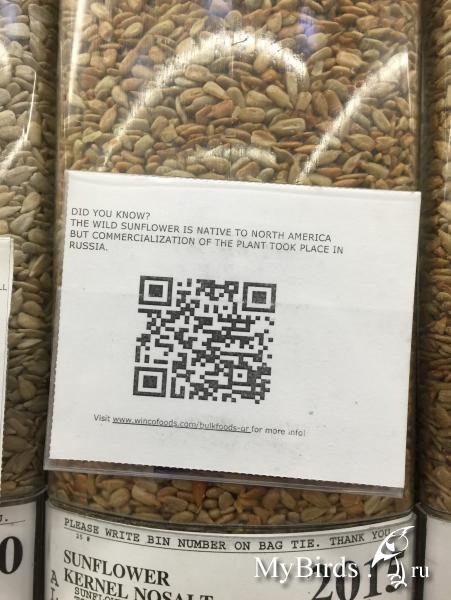 DID YOU KNOW?
THE WILD SUNFLOWER IS NATIVE TO NORTH AMERICA
BUT COMMERCIALIZATION OF THE PLANT TOOK PLACE IN
RUSSIA.
Visit www.wincofoods.com/bulkfoods-qr for more info!
PLEASE WRITE BIN NUMBER ON BAG TIE. THANK YOU.
25 #
SUNFLOWER
KERNEL NOSALT
SUNFLOW
MyBirds.ru